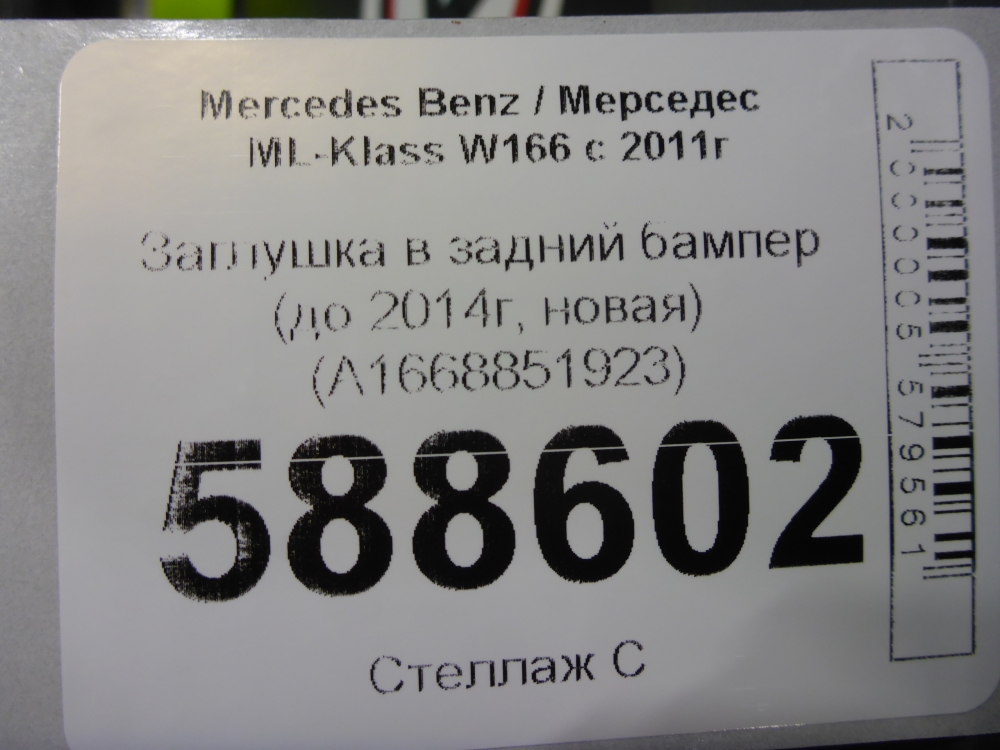 Mercedes Benz / Мерседес
ML-Klass W166 с 2011г
Заглушка в задний бампер
(до 2014г, новая)
(A1668851923)
588602
Стеллаж С
2000005579561